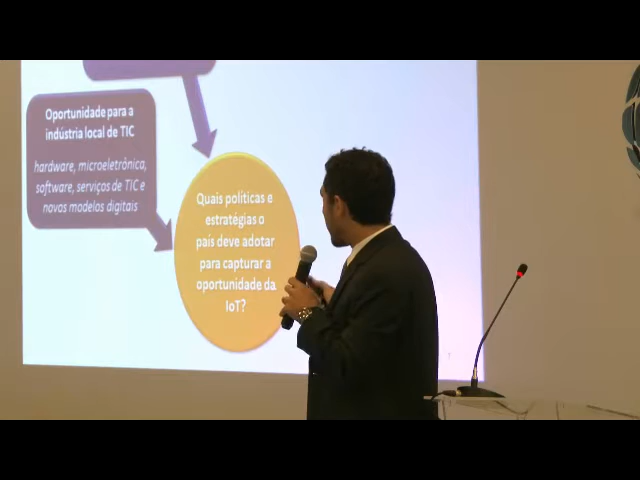 Oportunidade para a
indústria local de TIC
hardware, microeletrônica,
software, serviços de TIC e
novos modelos digitais
Quais políticas e
estratégias o
país deve adotar
para capturar a
oportunidade da
IoT?